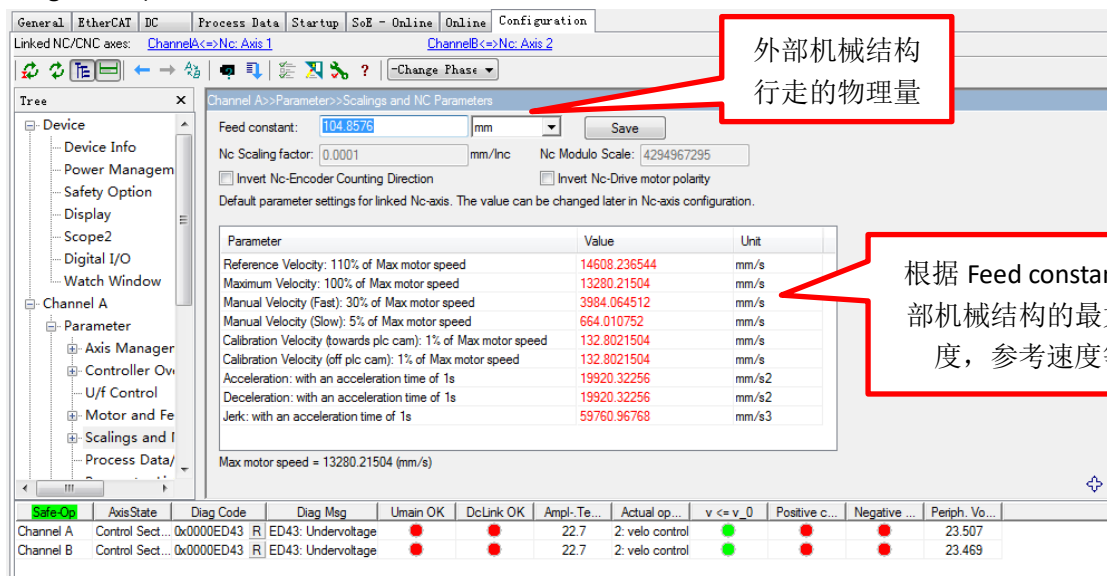 General EtherCAT DC Process Data Startup SoE - Online Online Configuration
Linked NC/CNC axes: ChannelA<=>Nc: Axis 1 ChannelB<=>Nc: Axis 2
-Change Phase
外部机械结构
行走的物理量
Tree X
Channel A>>Parameter>>Scalings and NC Parameters
Device
Device Info
Power Managem
Safety Option
Display
Scope2
Digital I/O
Watch Window
Channel A
Parameter
Axis Manager
Controller Ov
U/f Control
Motor and Fe
Scalings and
Process Data/
Feed constant: 104.8576 mm Save
Nc Scaling factor: 0.0001 mm/Inc Nc Modulo Scale: 4294967295
Invert Nc-Encoder Counting Direction Invert Nc-Drive motor polarity
Default parameter settings for linked Nc-axis. The value can be changed later in Nc-axis configuration.
Parameter Value Unit
Reference Velocity: 110% of Max motor speed 14608.236544 mm/s
Maximum Velocity: 100% of Max motor speed 13280.21504 mm/s
Manual Velocity (Fast): 30% of Max motor speed 3984.064512 mm/s
Manual Velocity (Slow): 5% of Max motor speed 664.010752 mm/s
Calibration Velocity (towards plc cam): 1% of Max motor speed 132.8021504 mm/s
Calibration Velocity (off plc cam): 1% of Max motor speed 132.8021504 mm/s
Acceleration: with an acceleration time of 1s 19920.32256 mm/s2
Deceleration: with an acceleration time of 1s 19920.32256 mm/s2
Jerk: with an acceleration time of 1s 59760.96768 mm/s3
Max motor speed = 13280.21504 (mm/s)
根据 Feed constan
部机械结构的最
度，参考速度
Safe-Op AxisState Diag Code Diag Msg Umain OK DcLink OK Ampl-.Te... Actual op... v <= v_0 Positive c... Negative ... Periph. Vo...
Channel A Control Sect... 0x0000ED43 R ED43: Undervoltage 22.7 2: velo control 23.507
Channel B Control Sect... 0x0000ED43 R ED43: Undervoltage 22.7 2: velo control 23.469